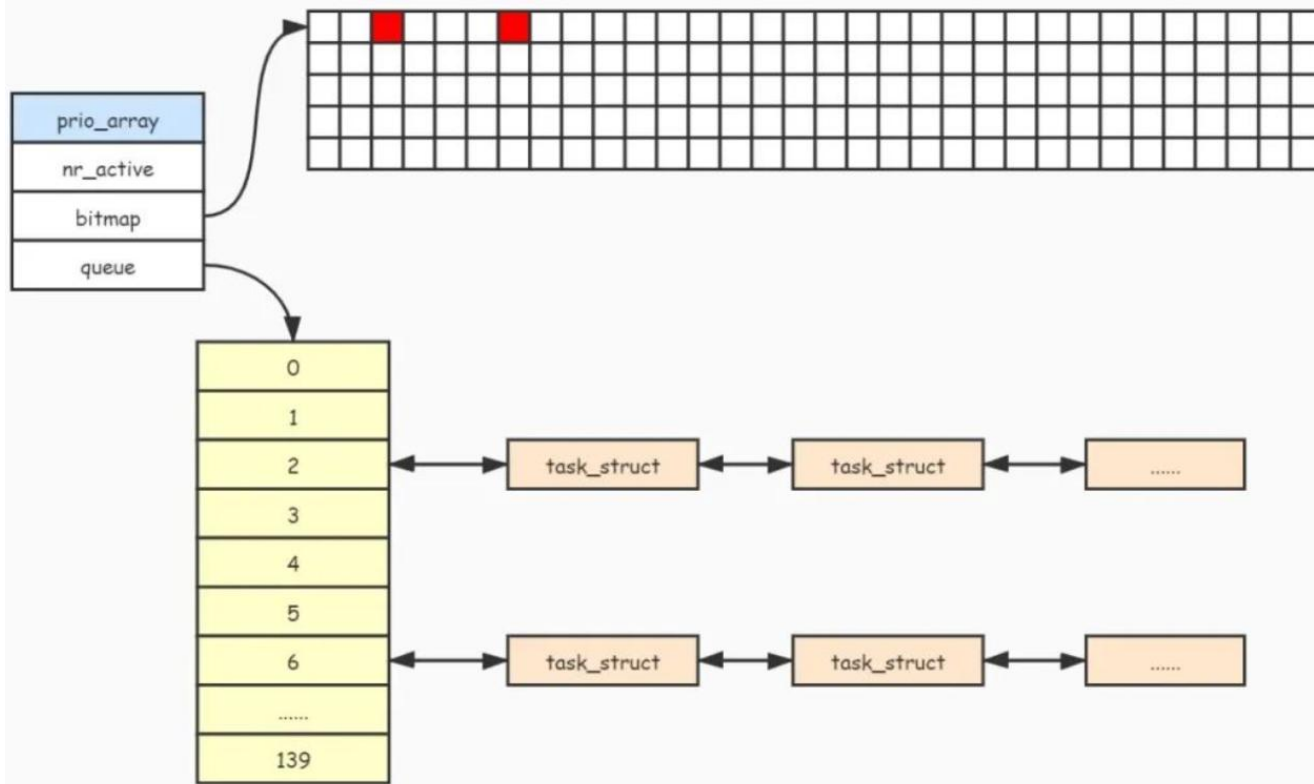 prio_array
nr_active
bitmap
queue
0
1
2
task_struct
task_struct
......
3
4
5
6
task_struct
task_struct
......
......
139